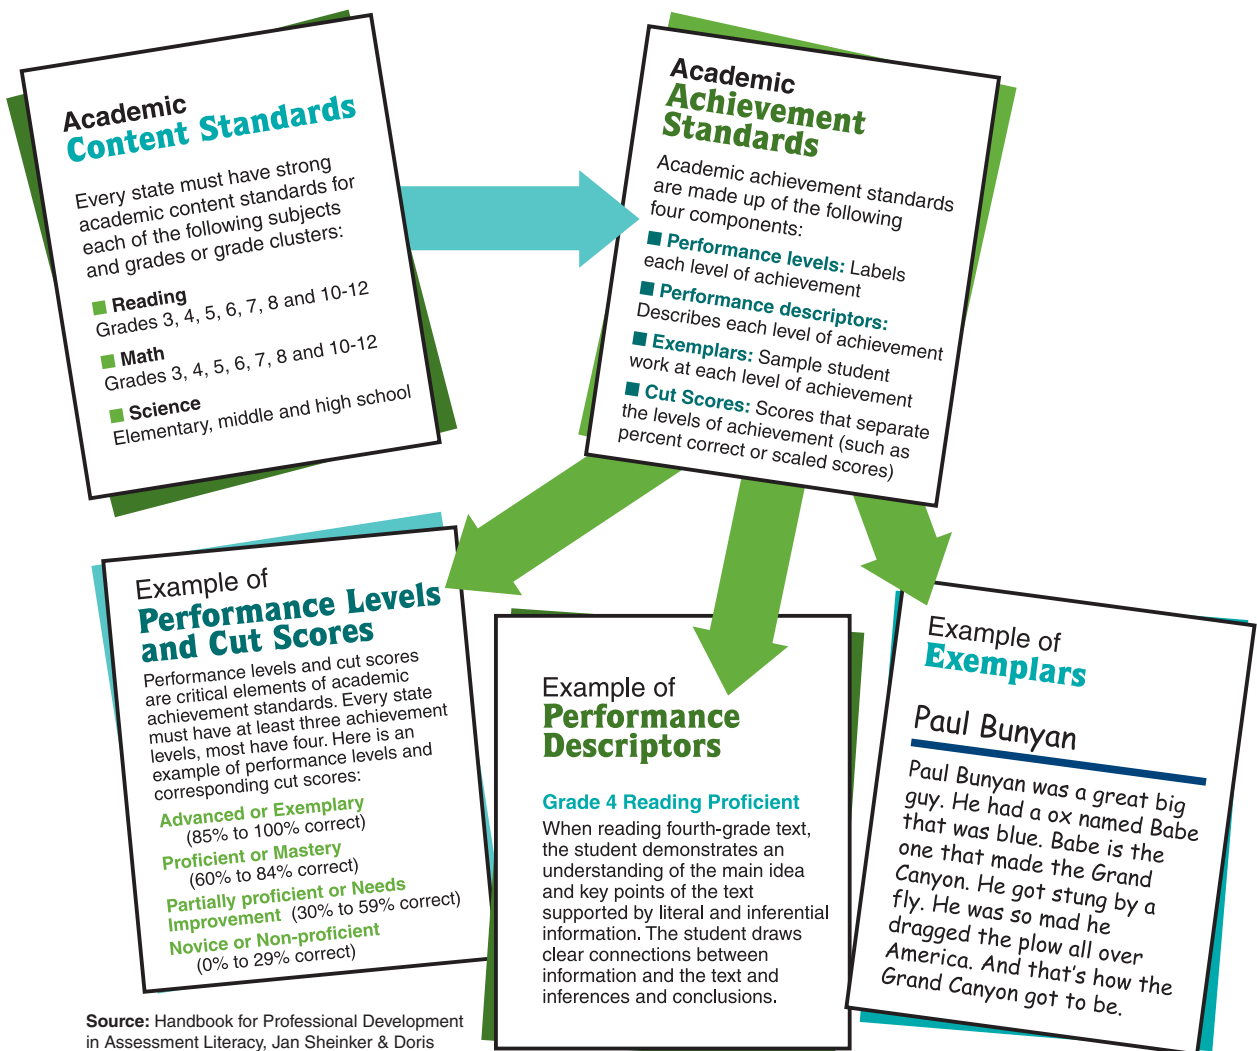 Academic
Content Standards
Every state must have strong
academic content standards for
each of the following subjects
and grades or grade clusters:
■ Reading
Grades 3, 4, 5, 6, 7, 8 and 10-12
■ Math
Grades 3, 4, 5, 6, 7, 8 and 10-12
■ Science
Elementary, middle and high school
Academic
Achievement
Standards
Academic achievement standards
are made up of the following
four components:
■ Performance levels: Labels
each level of achievement
■ Performance descriptors:
Describes each level of achievement
■ Exemplars: Sample student
work at each level of achievement
■ Cut Scores: Scores that separate
the levels of achievement (such as
percent correct or scaled scores)
Example of
Performance Levels
and Cut Scores
Performance levels and cut scores
are critical elements of academic
achievement standards. Every state
must have at least three achievement
levels, most have four. Here is an
example of performance levels and
corresponding cut scores:
Advanced or Exemplary
(85% to 100% correct)
Proficient or Mastery
(60% to 84% correct)
Partially proficient or Needs
Improvement (30% to 59% correct)
Novice or Non-proficient
(0% to 29% correct)
Example of
Performance
Descriptors
Grade 4 Reading Proficient
When reading fourth-grade text,
the student demonstrates an
understanding of the main idea
and key points of the text
supported by literal and inferential
information. The student draws
clear connections between
information and the text and
inferences and conclusions.
Example of
Exemplars
Paul Bunyan
Paul Bunyan was a great big
guy. He had a ox named Babe
that was blue. Babe is the
one that made the Grand
Canyon. He got stung by a
fly. He was so mad he
dragged the plow all over
America. And that's how the
Grand Canyon got to be.
Source: Handbook for Professional Development
in Assessment Literacy, Jan Sheinker & Doris